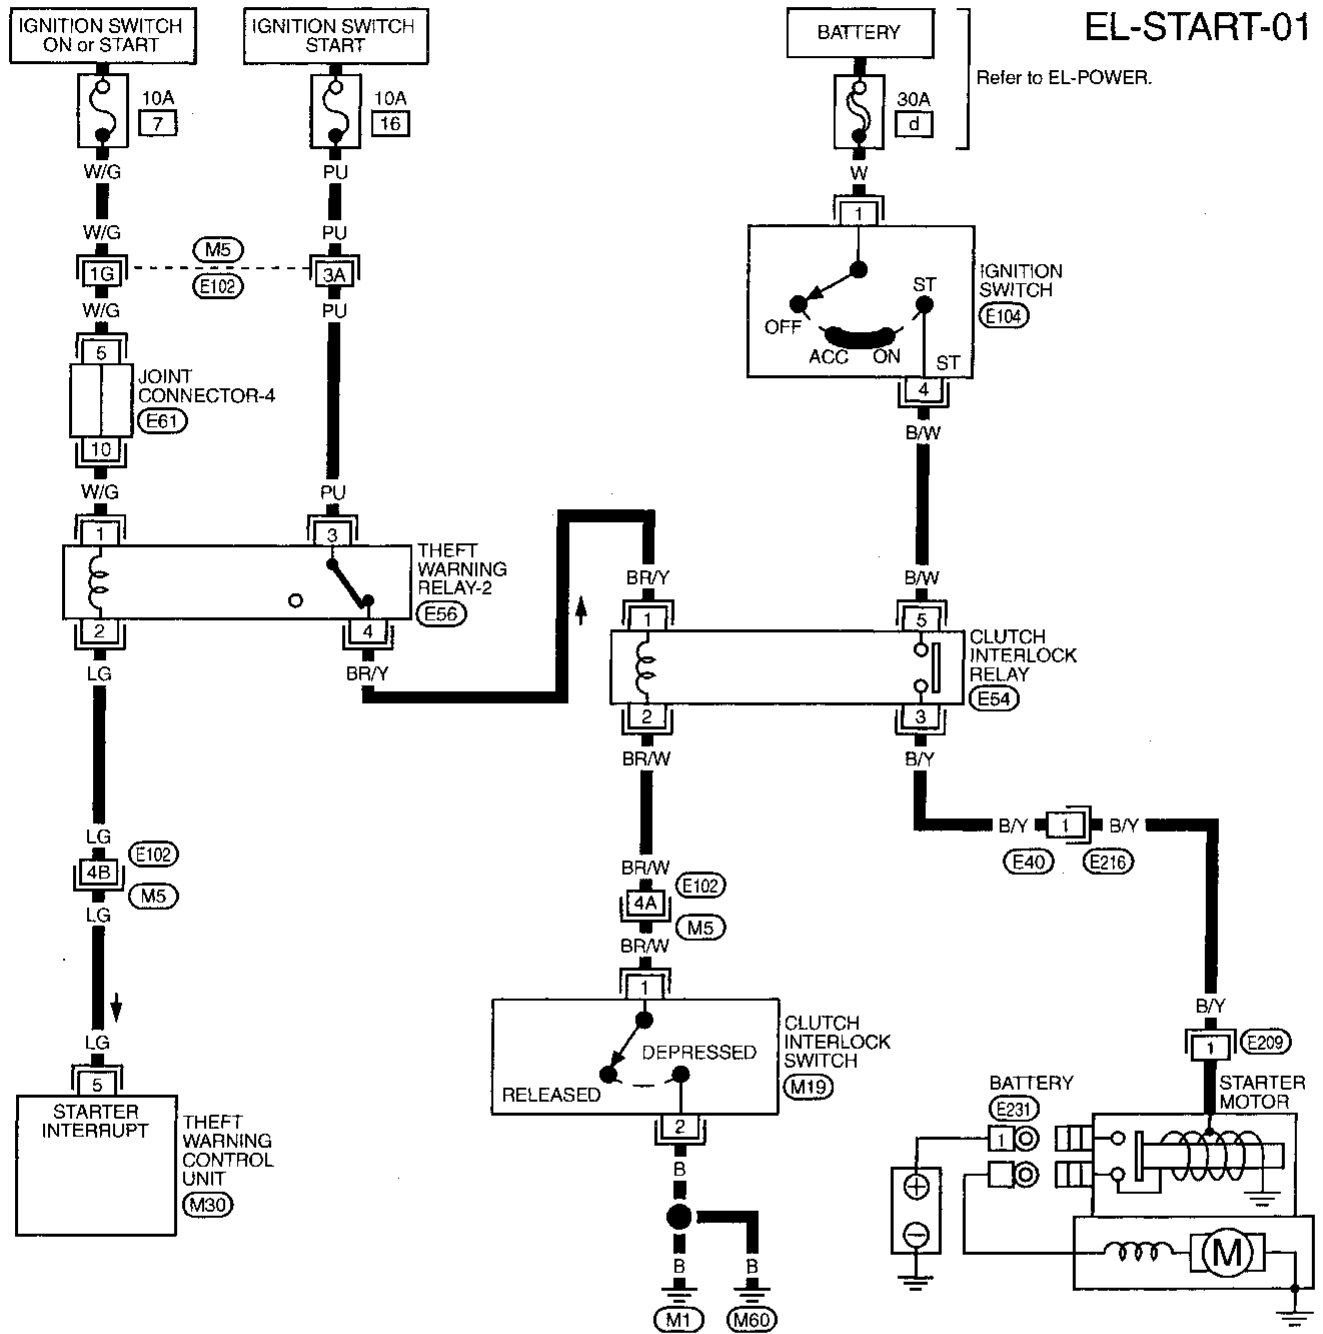 EL-START-01
IGNITION SWITCH
ON or START
IGNITION SWITCH
START
BATTERY
Refer to EL-POWER.
10A
7
10A
16
30A
d
W/G
PU
W
W/G
PU
1
M5
1G
3A
E102
IGNITION
SWITCH
E104
ST
OFF
ACC
ON
ST
W/G
PU
5
JOINT
CONNECTOR-4
E61
10
4
B/W
W/G
PU
1
3
THEFT
WARNING
RELAY-2
E56
BR/Y
B/W
1
5
2
4
CLUTCH
INTERLOCK
RELAY
E54
LG
BR/Y
2
3
BR/W
B/Y
LG
E102
4B
M5
LG
B/Y
1
B/Y
E40
E216
BR/W
E102
4A
M5
BR/W
1
B/Y
1
E209
LG
5
STARTER
INTERRUPT
THEFT
WARNING
CONTROL
UNIT
M30
CLUTCH
INTERLOCK
SWITCH
M19
DEPRESSED
RELEASED
2
B
B
B
M1
M60
BATTERY
E231
1
STARTER
MOTOR
+
−
M